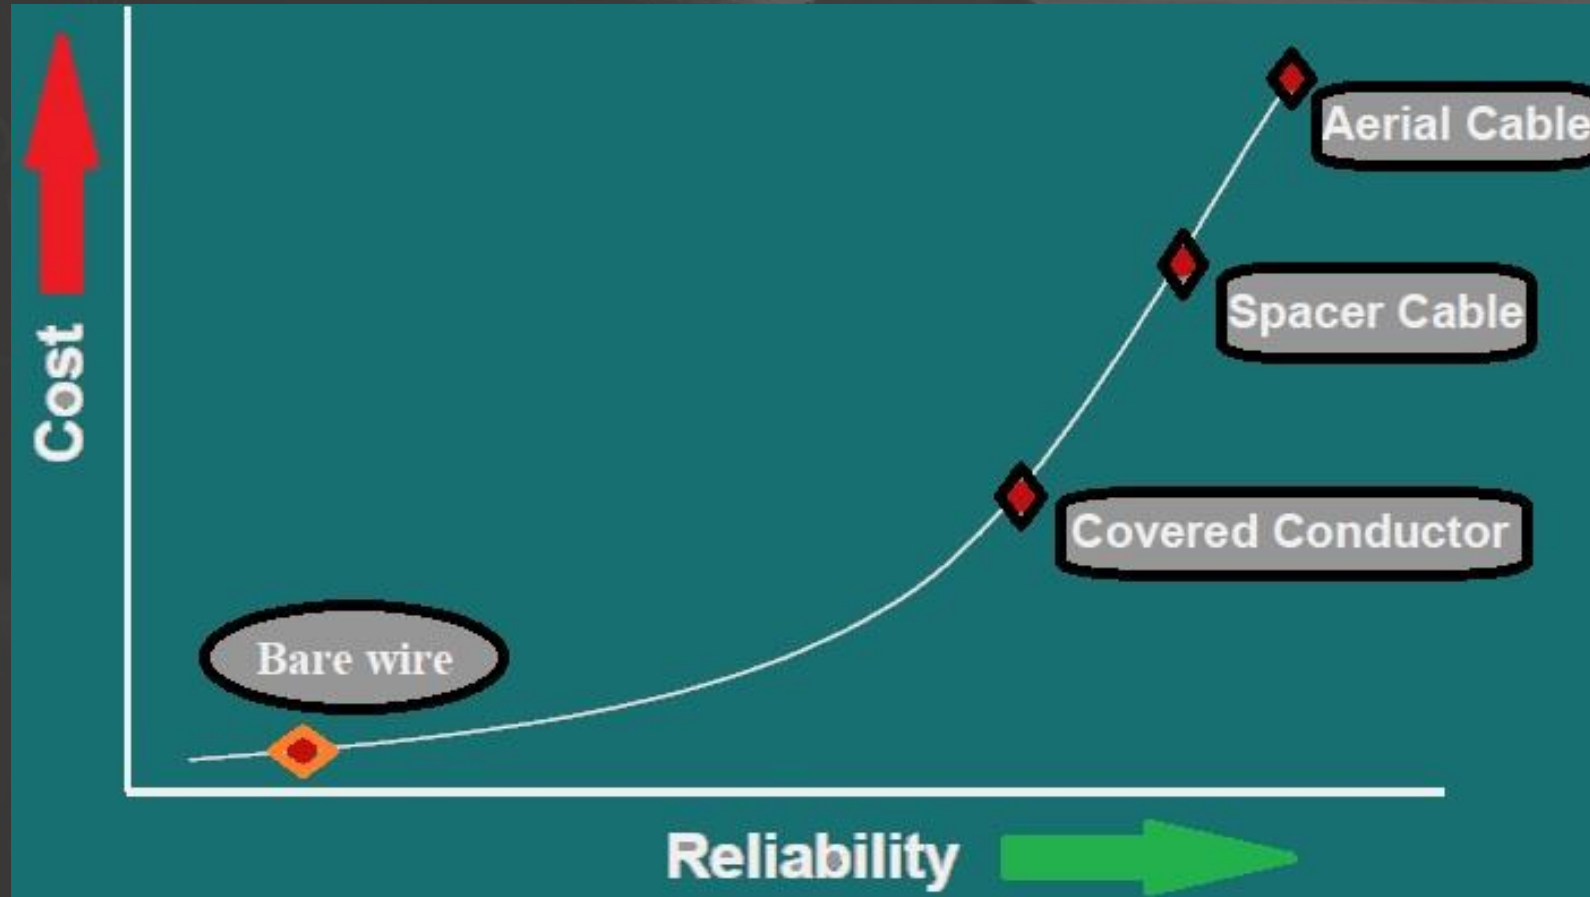 Aerial Cable
Spacer Cable
Cost
Covered Conductor
Bare wire
Reliability